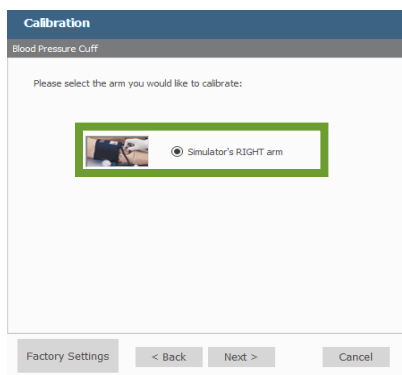 Calibration
Blood Pressure Cuff
Please select the arm you would like to calibrate:
Simulator's RIGHT arm
Factory Settings
< Back
Next >
Cancel